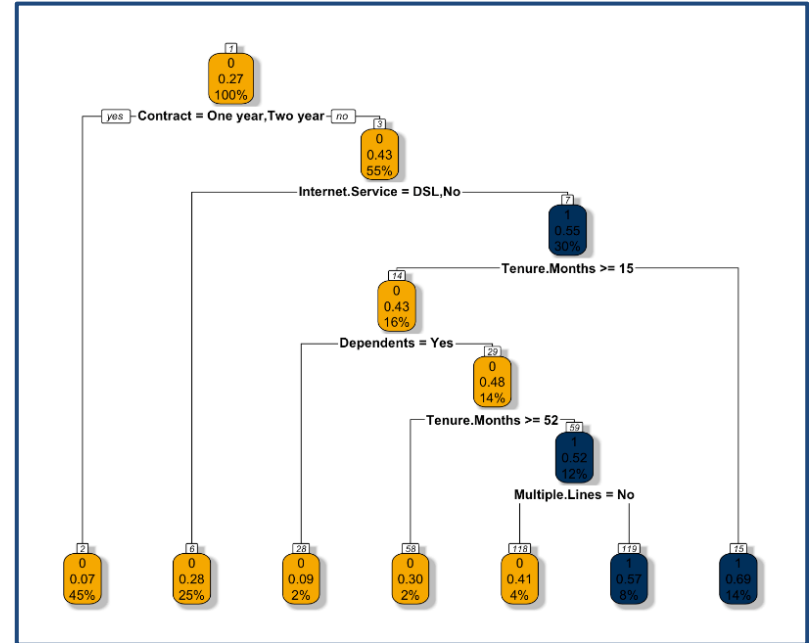 1
0
0.27
100%
yes Contract = One year,Two year no
3
0
0.43
55%
Internet.Service = DSL,No
7
1
0.55
30%
Tenure.Months >= 15
14
0
0.43
16%
Dependents = Yes
29
0
0.48
14%
Tenure.Months >= 52
59
1
0.52
12%
Multiple.Lines = No
2 6 28 58 118 119 15
0 0 0 0 0 1 1
0.07 0.28 0.09 0.30 0.41 0.57 0.69
45% 25% 2% 2% 4% 8% 14%